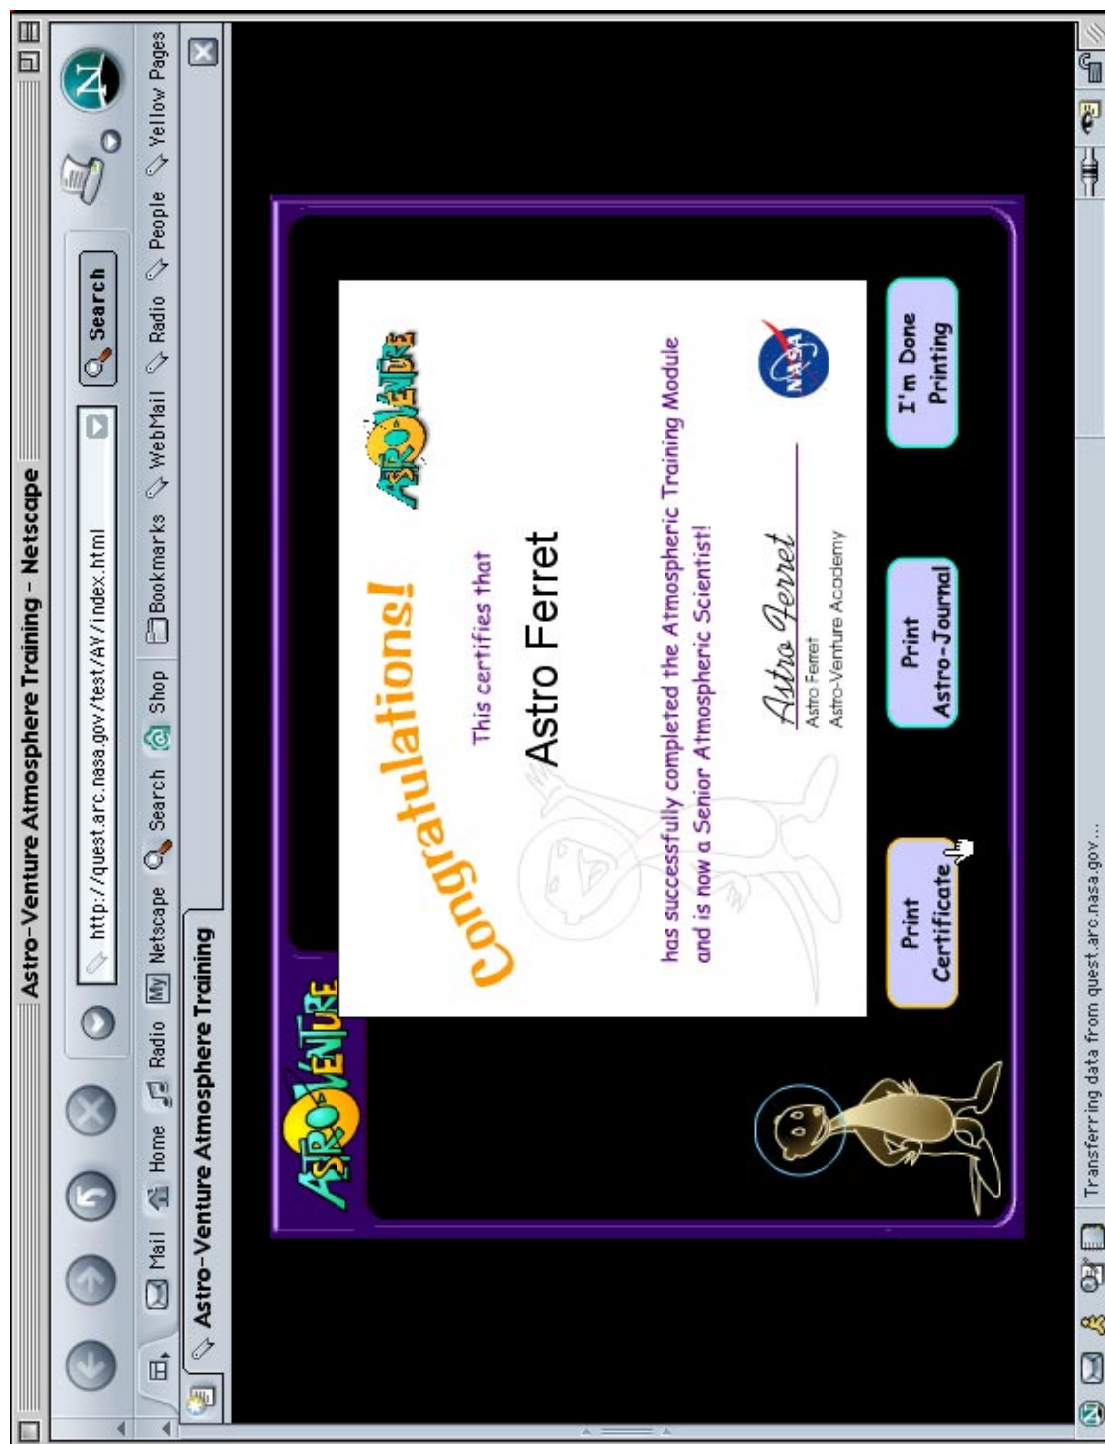 Astro-Venture Atmosphere Training - Netscape
http://quest.arc.nasa.gov/test/AV/index.html
Search
N
Mail Home Radio My Netscape Search Shop Bookmarks WebMail Radio People Yellow Pages
Astro-Venture Atmosphere Training
ASTRO-VENTURE
Congratulations!
ASTRO-VENTURE
This certifies that
Astro Ferret
has successfully completed the Atmospheric Training Module
and is now a Senior Atmospheric Scientist!
Astro Ferret
Astro Ferret
Astro-Venture Academy
NASA
Print
Certificate
Print
Astro-Journal
I'm Done
Printing
N
Transferring data from quest.arc.nasa.gov...